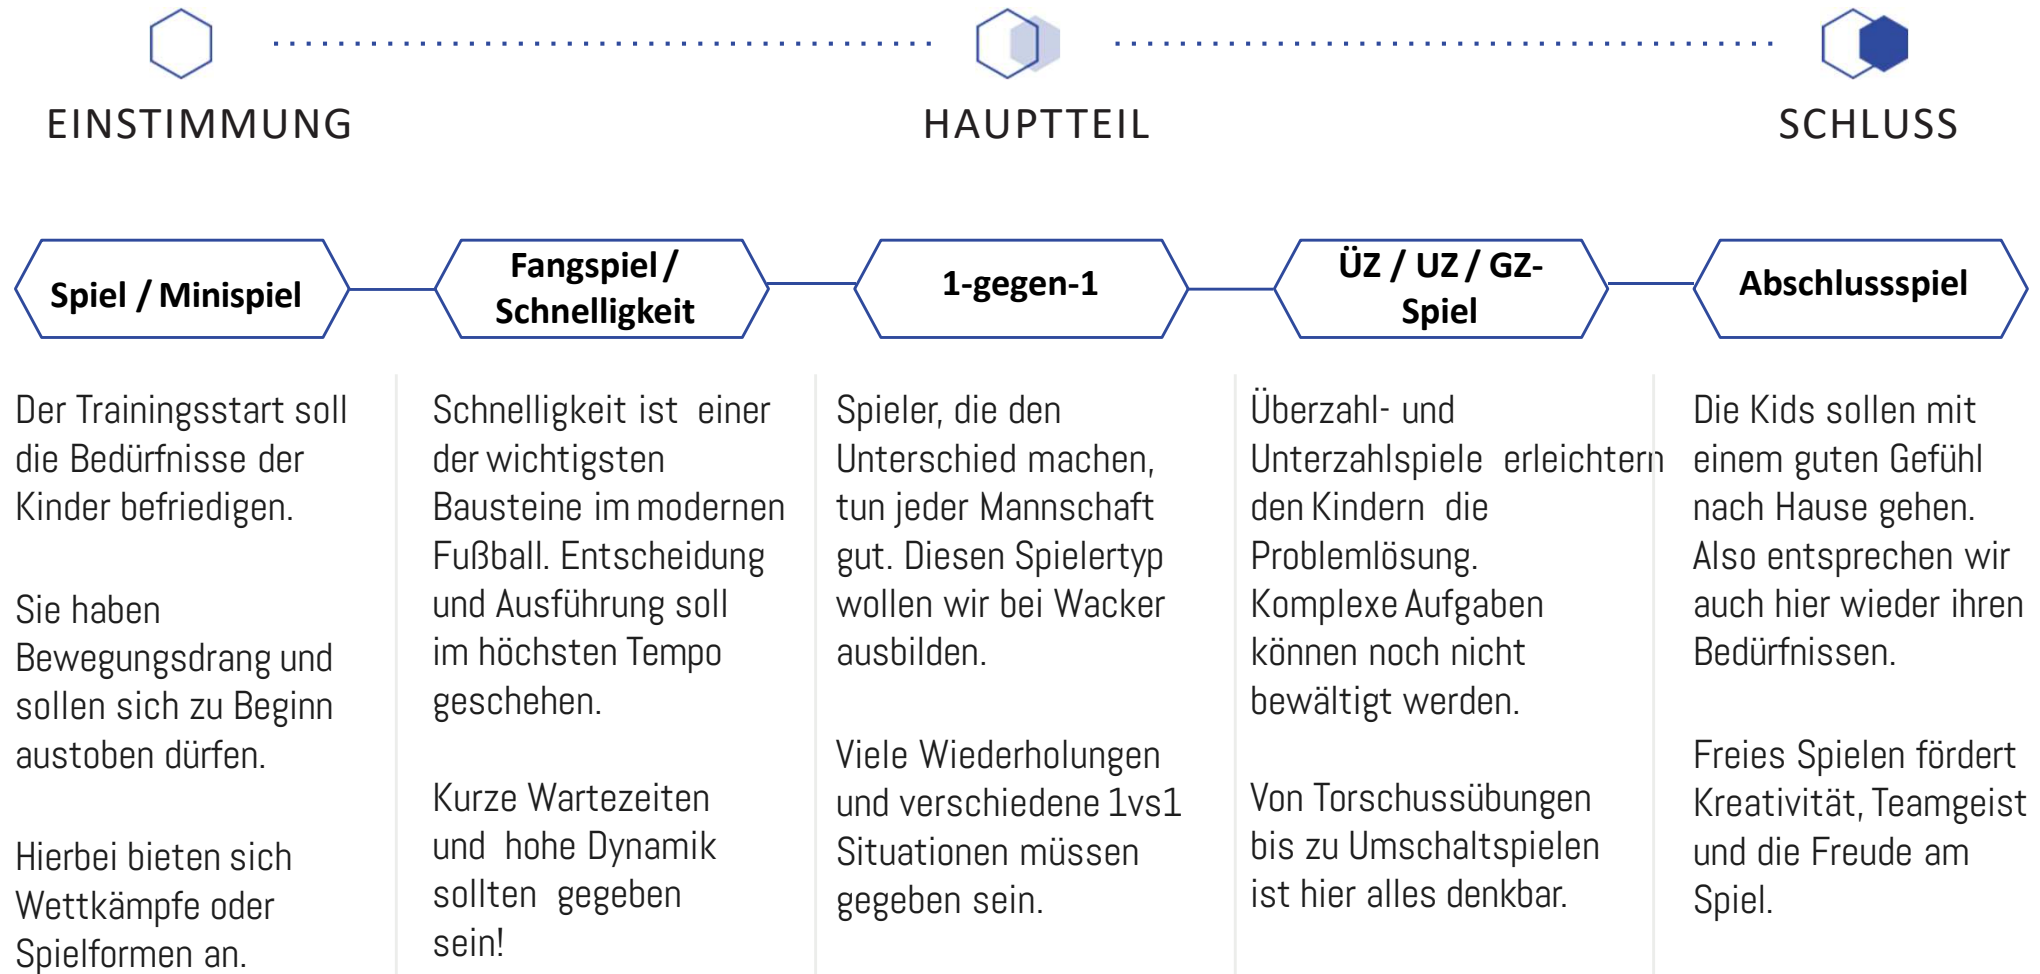 EINSTIMMUNG
HAUPTTEIL
SCHLUSS
Spiel / Minispiel
Fangspiel /
Schnelligkeit
1-gegen-1
ÜZ / UZ / GZ-
Spiel
Abschlussspiel
Der Trainingsstart soll
die Bedürfnisse der
Kinder befriedigen.
Sie haben
Bewegungsdrang und
sollen sich zu Beginn
austoben dürfen.
Hierbei bieten sich
Wettkämpfe oder
Spielformen an.
Schnelligkeit ist einer
der wichtigsten
Bausteine im modernen
Fußball. Entscheidung
und Ausführung soll
im höchsten Tempo
geschehen.
Kurze Wartezeiten
und hohe Dynamik
sollten gegeben
sein!
Spieler, die den
Unterschied machen,
tun jeder Mannschaft
gut. Diesen Spielertyp
wollen wir bei Wacker
ausbilden.
Viele Wiederholungen
und verschiedene 1vs1
Situationen müssen
gegeben sein.
Überzahl- und
Unterzahlspiele erleichtern
den Kindern die
Problemlösung.
Komplexe Aufgaben
können noch nicht
bewältigt werden.
Von Torschussübungen
bis zu Umschaltspielen
ist hier alles denkbar.
Die Kids sollen mit
einem guten Gefühl
nach Hause gehen.
Also entsprechen wir
auch hier wieder ihren
Bedürfnissen.
Freies Spielen fördert
Kreativität, Teamgeist
und die Freude am
Spiel.